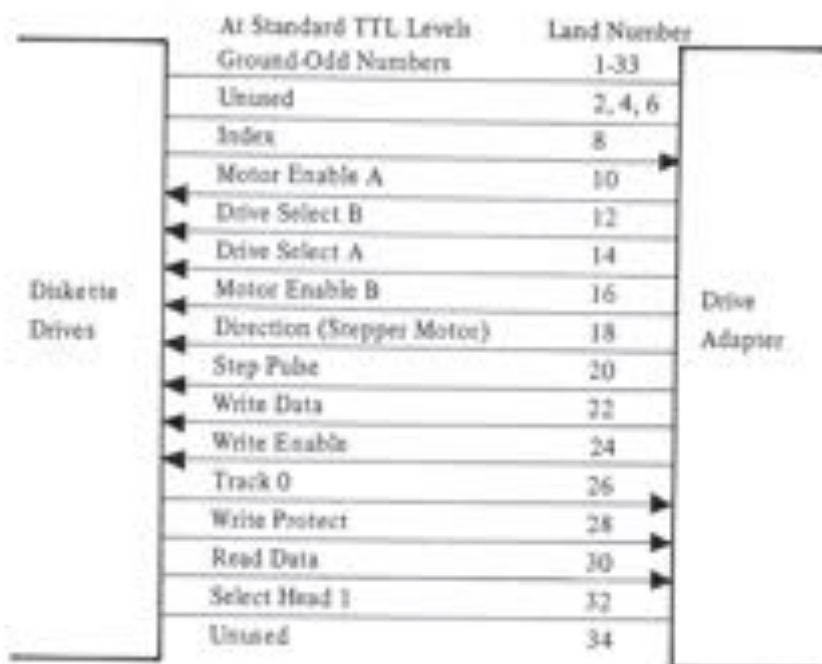 At Standard TTL Levels Land Number
Ground-Odd Numbers 1-33
Unused 2, 4, 6
Index 8
Motor Enable A 10
Drive Select B 12
Drive Select A 14
Motor Enable B 16
Direction (Stepper Motor) 18
Step Pulse 20
Write Data 22
Write Enable 24
Track 0 26
Write Protect 28
Read Data 30
Select Head 1 32
Unused 34
Diskette
Drives
Drive
Adapter